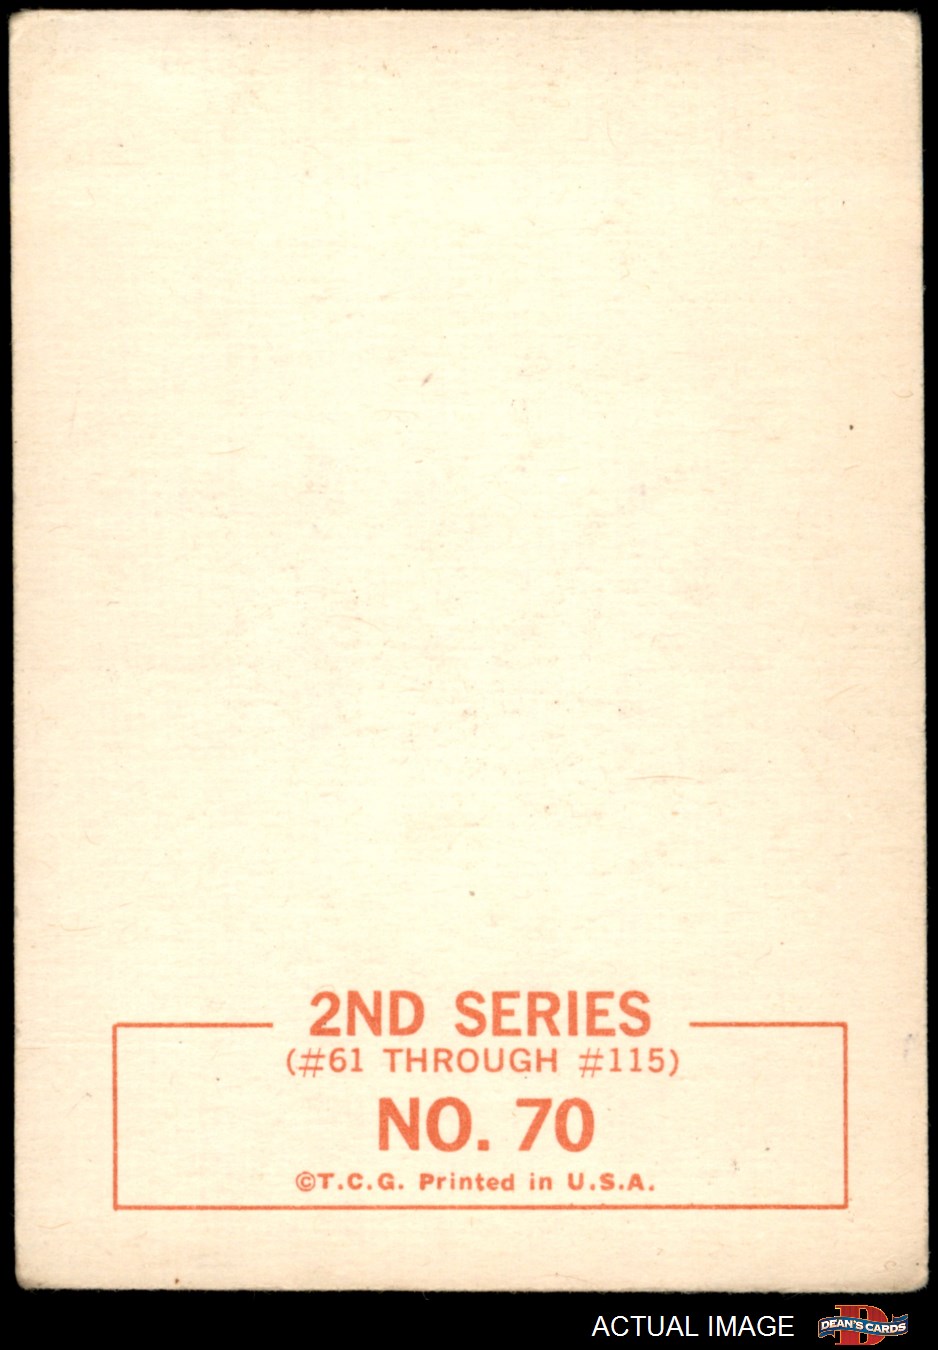 2ND SERIES
(#61 THROUGH #115)
NO. 70
©T.C.G. Printed in U.S.A.
ACTUAL IMAGE
D
DEAN'S CARDS